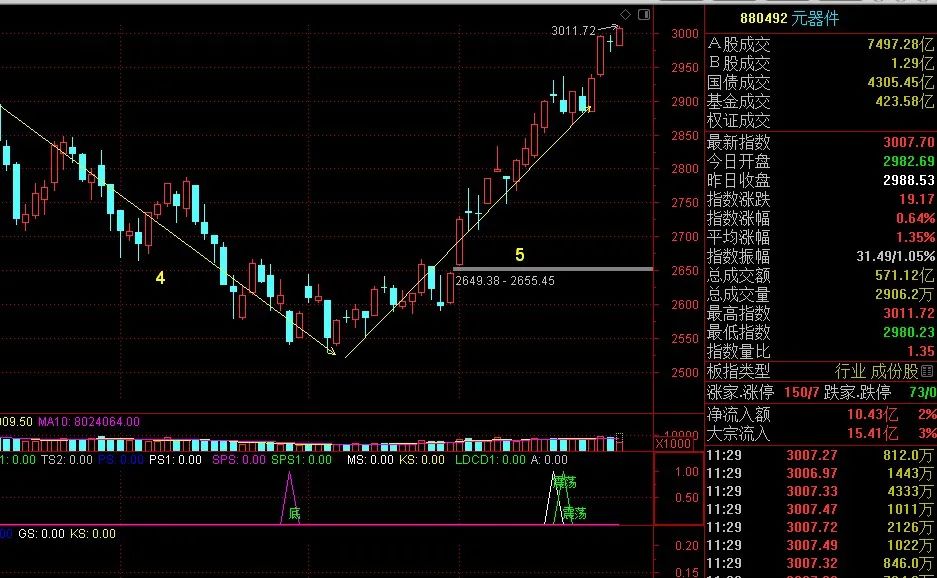 880492 元器件
3011.72
3000
2950
2900
2850
2800
2750
2700
2650
2600
2550
2500
4
5
2649.38 - 2655.45
009.50 MA10: 8024064.00
10000
X1000
1: 0.00 TS2: 0.00 PS: 0.00 PS1: 0.00 SPS: 0.00 SPS1: 0.00 MS: 0.00 KS: 0.00 LDCD1: 0.00 A: 0.00
1.00
0.50
底
震荡
震荡
00 GS: 0.00 KS: 0.00
0.20
0.15
A股成交 7497.28亿
B股成交 1.29亿
国债成交 4305.45亿
基金成交 423.58亿
权证成交
最新指数 3007.70
今日开盘 2982.69
昨日收盘 2988.53
指数涨跌 19.17
指数涨幅 0.64%
平均涨幅 1.35%
指数振幅 31.49/1.05%
总成交额 571.12亿
总成交量 2906.2万
最高指数 3011.72
最低指数 2980.23
指数量比 1.35
板指类型 行业 成份股
涨家.涨停 150/7 跌家.跌停 73/0
净流入额 10.43亿 2%
大宗流入 15.41亿 3%
11:29 3007.27 812.0万
11:29 3006.97 1443万
11:29 3007.33 4333万
11:29 3007.47 1011万
11:29 3007.72 2126万
11:29 3007.49 1022万
11:29 3007.32 846.0万